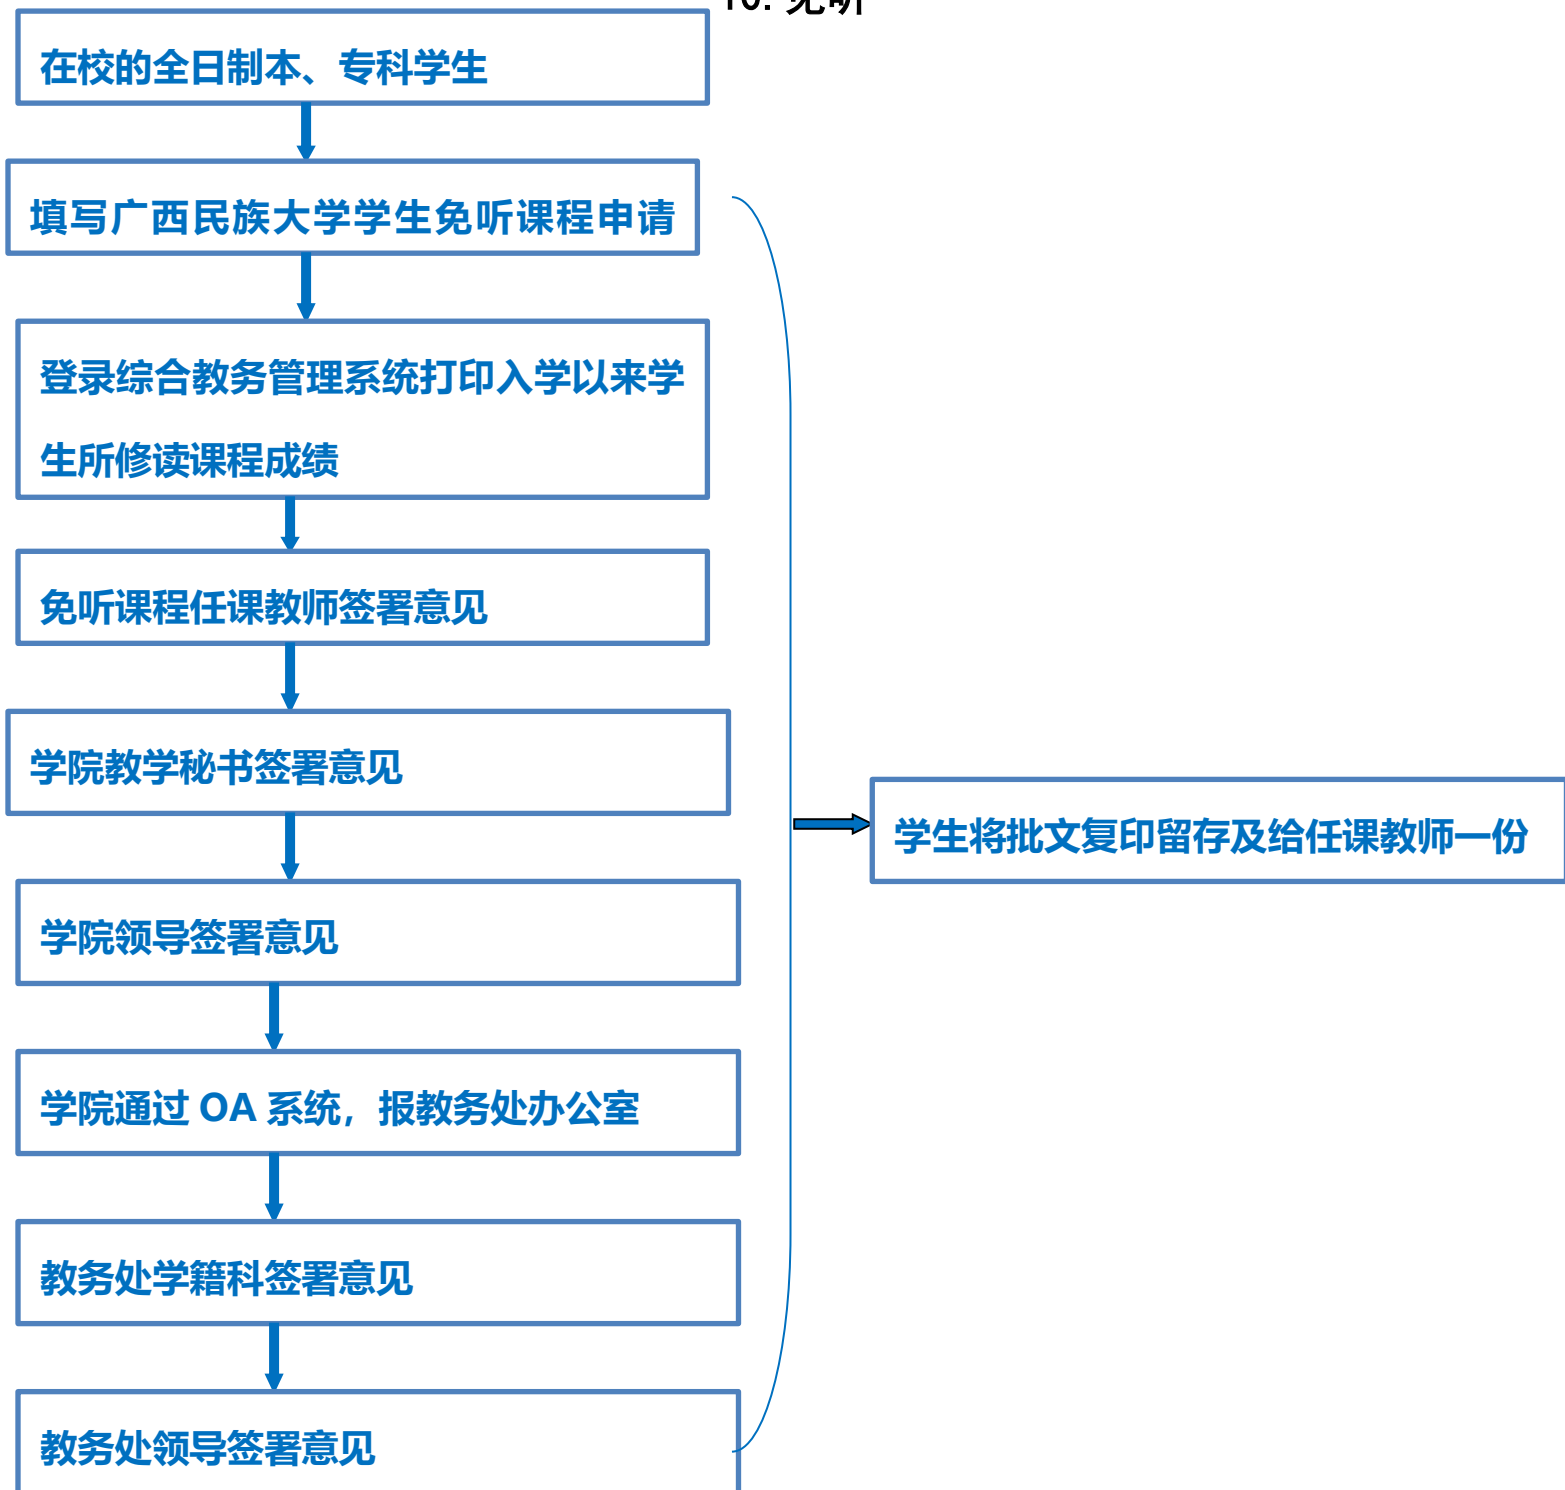 10. 免听
在校的全日制本、专科学生
填写广西民族大学学生免听课程申请
登录综合教务管理系统打印入学以来学
生所修读课程成绩
免听课程任课教师签署意见
学院教学秘书签署意见
学生将批文复印留存及给任课教师一份
学院领导签署意见
学院通过 OA 系统，报教务处办公室
教务处学籍科签署意见
教务处领导签署意见